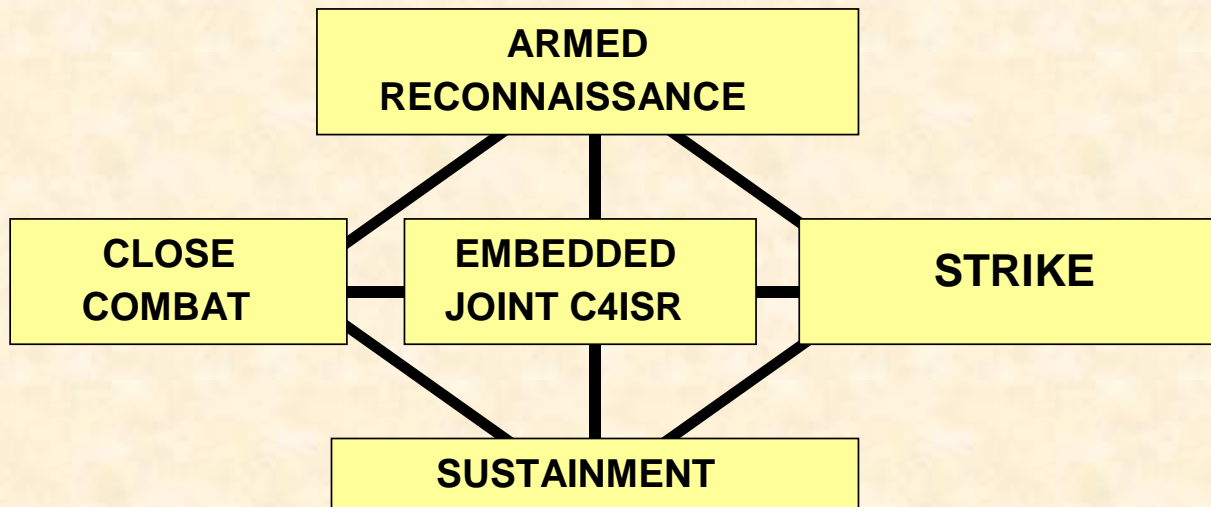 ARMED
RECONNAISSANCE
CLOSE
COMBAT
EMBEDDED
JOINT C4ISR
STRIKE
SUSTAINMENT